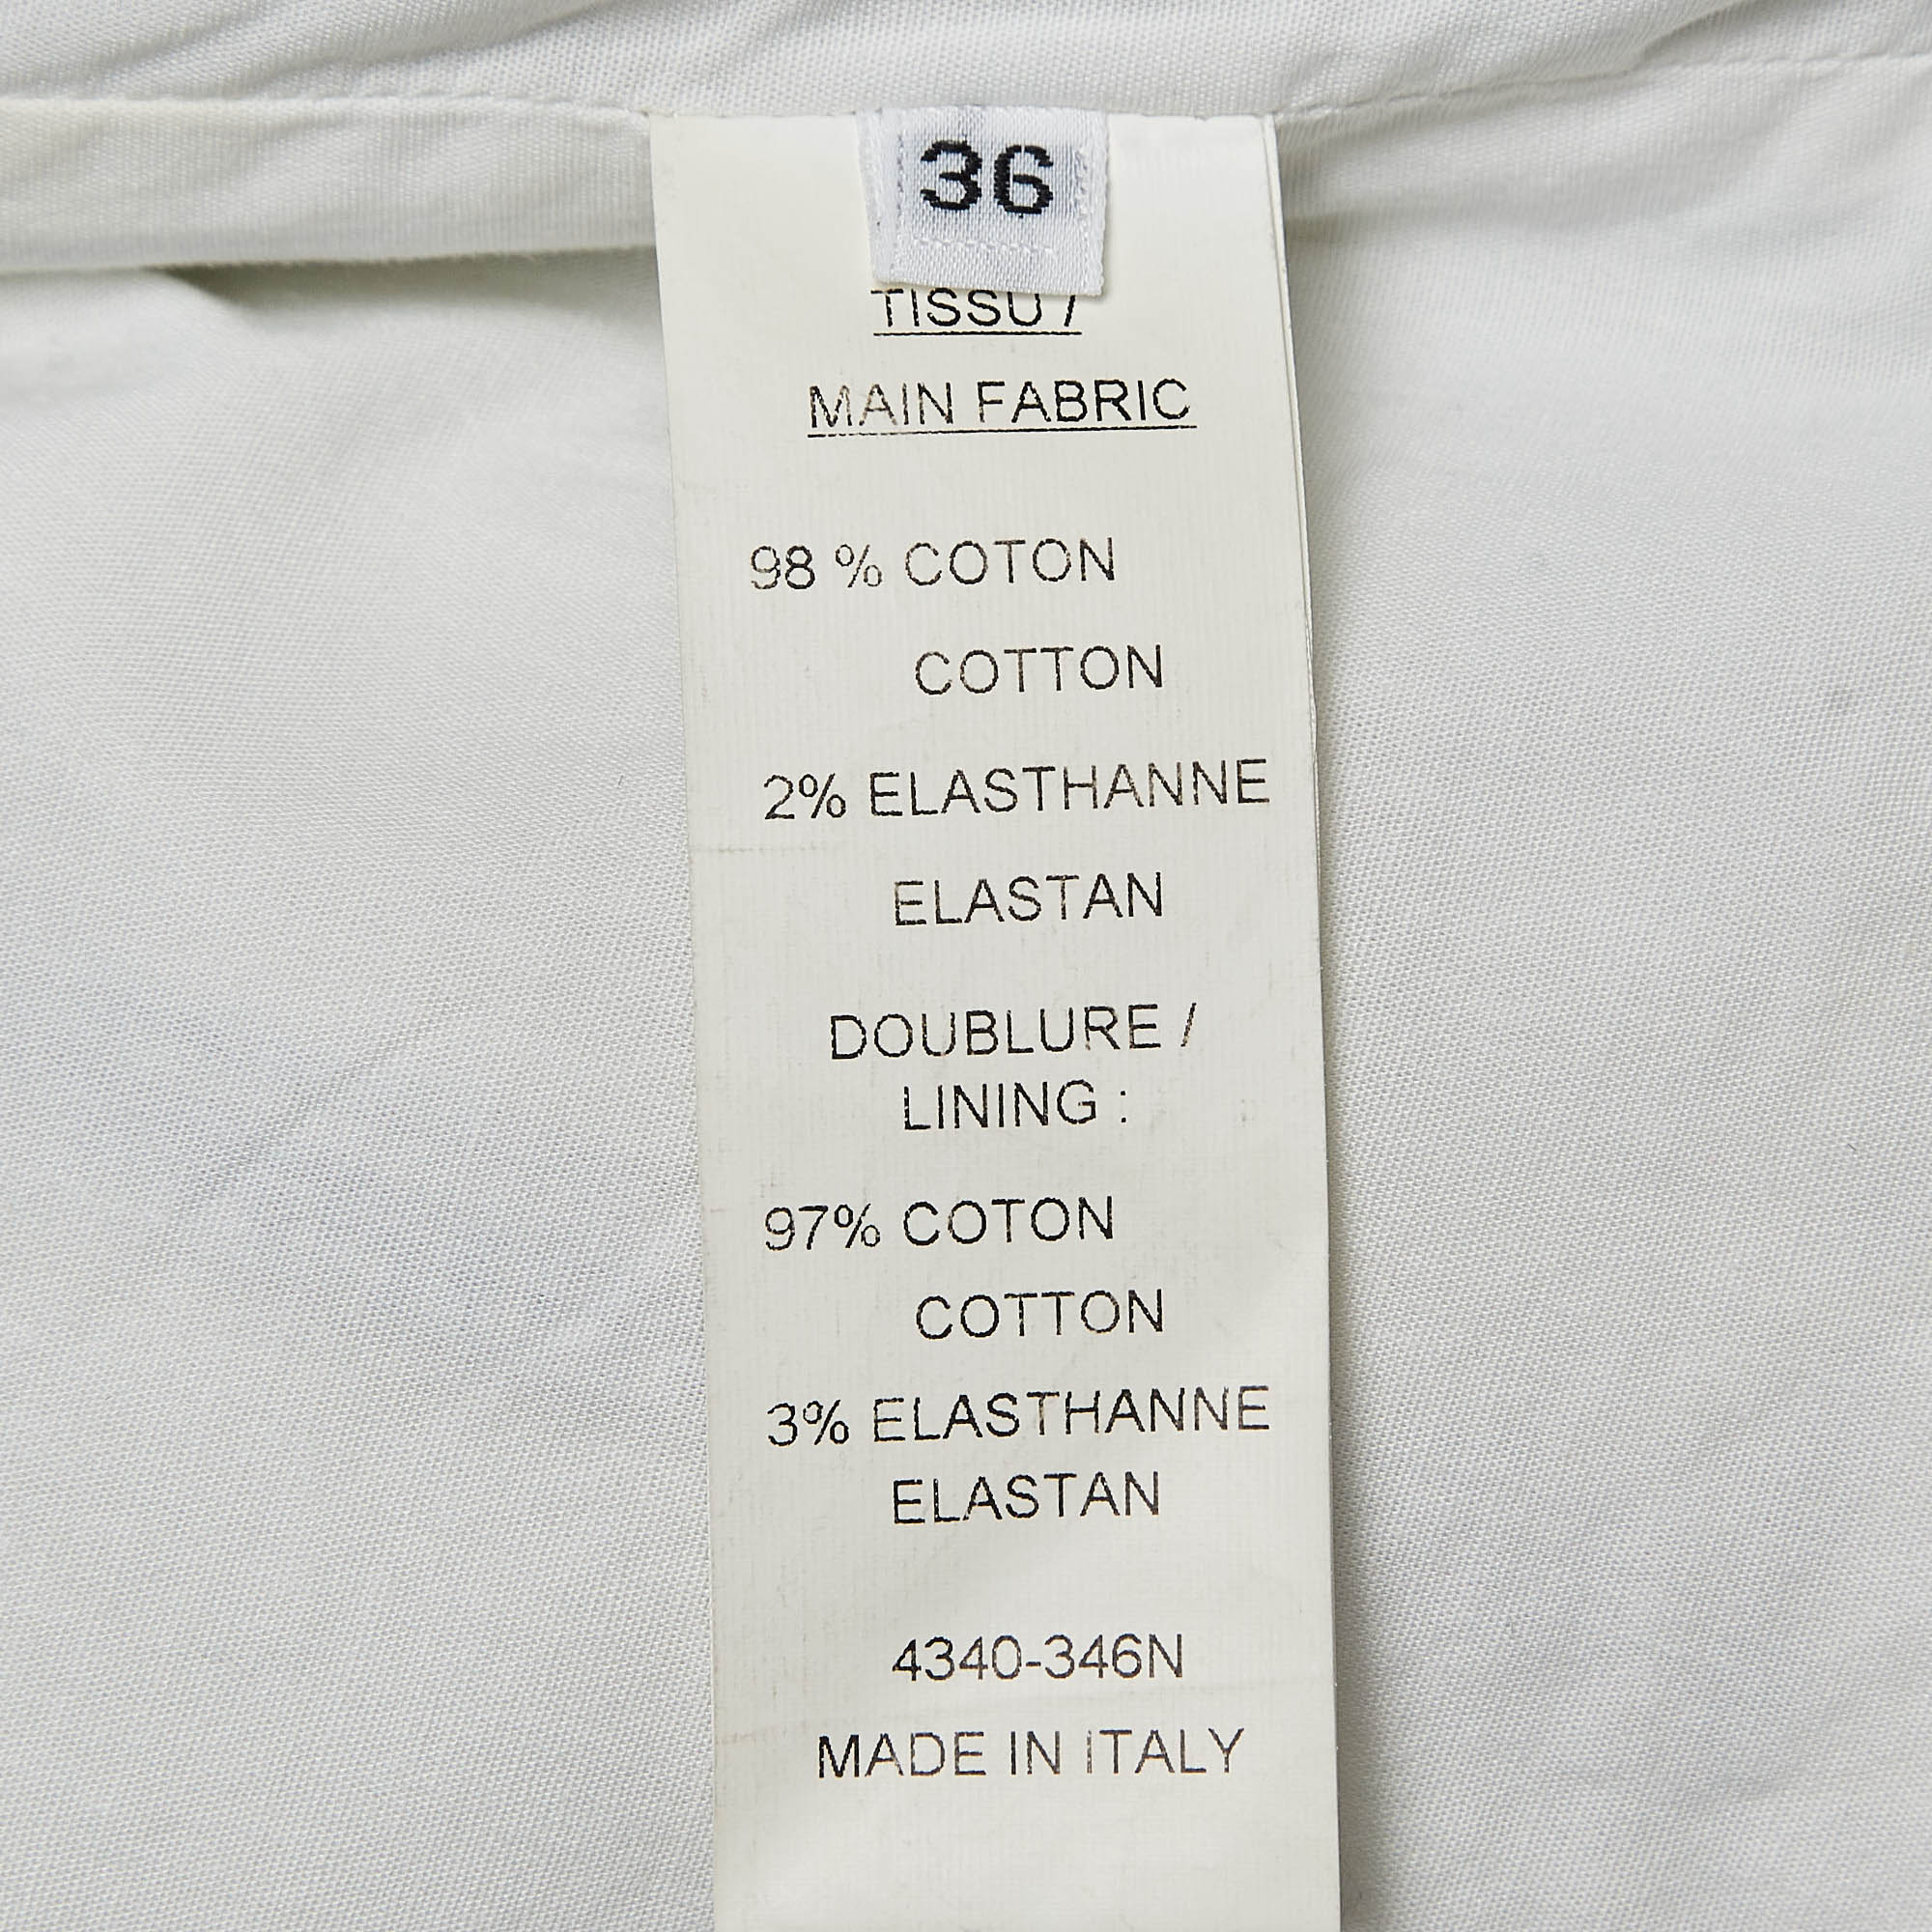 36
TISSU /
MAIN FABRIC
98 % COTON
COTTON
2% ELASTHANNE
ELASTAN
DOUBLURE /
LINING :
97% COTON
COTTON
3% ELASTHANNE
ELASTAN
4340-346N
MADE IN ITALY